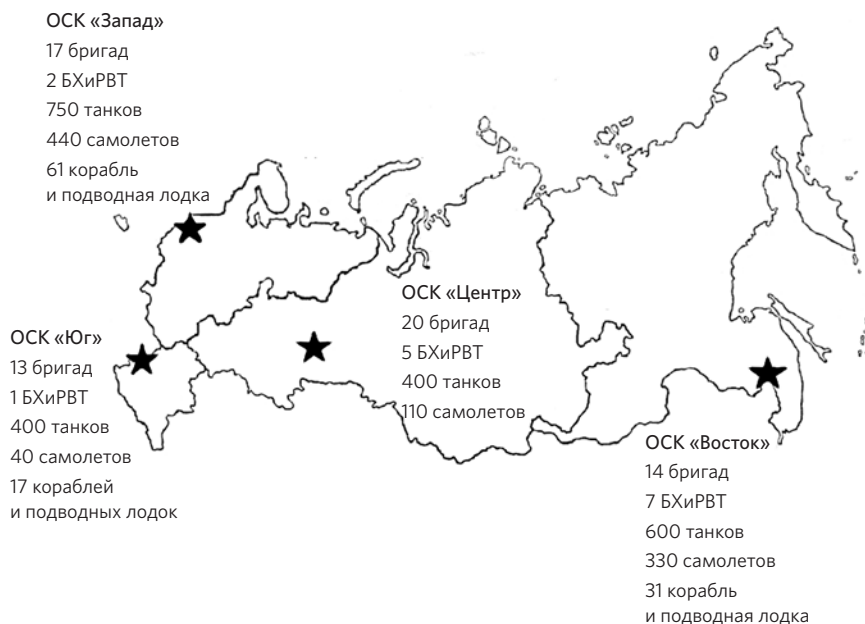 ОСК «Запад»
17 бригад
2 БХиРВТ
750 танков
440 самолетов
61 корабль
и подводная лодка
ОСК «Юг»
13 бригад
1 БХиРВТ
400 танков
40 самолетов
17 кораблей
и подводных лодок
ОСК «Центр»
20 бригад
5 БХиРВТ
400 танков
110 самолетов
ОСК «Восток»
14 бригад
7 БХиРВТ
600 танков
330 самолетов
31 корабль
и подводная лодка